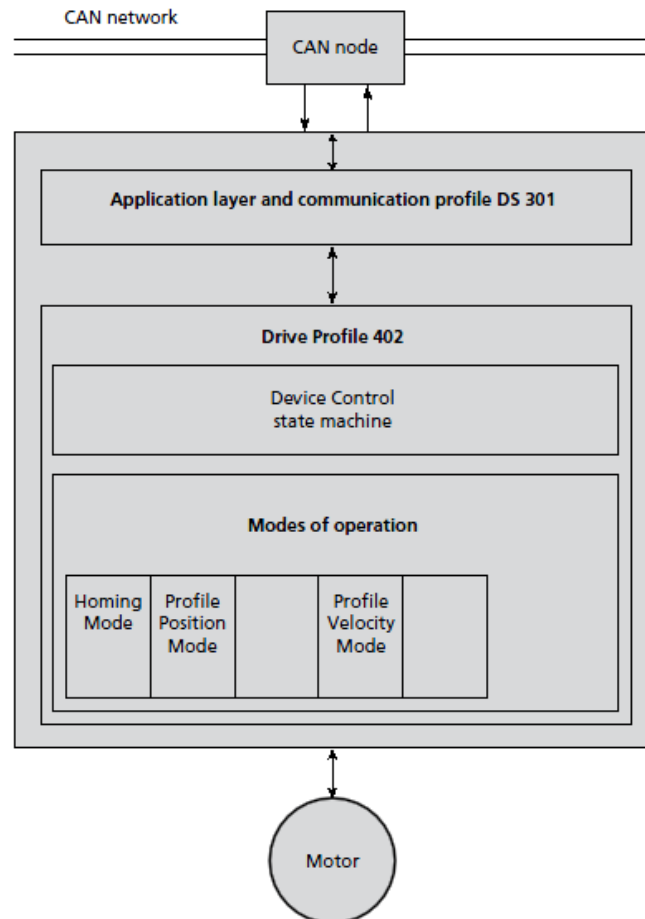 CAN network
CAN node
Application layer and communication profile DS 301
Drive Profile 402
Device Control
state machine
Modes of operation
Homing
Mode
Profile
Position
Mode
Profile
Velocity
Mode
Motor